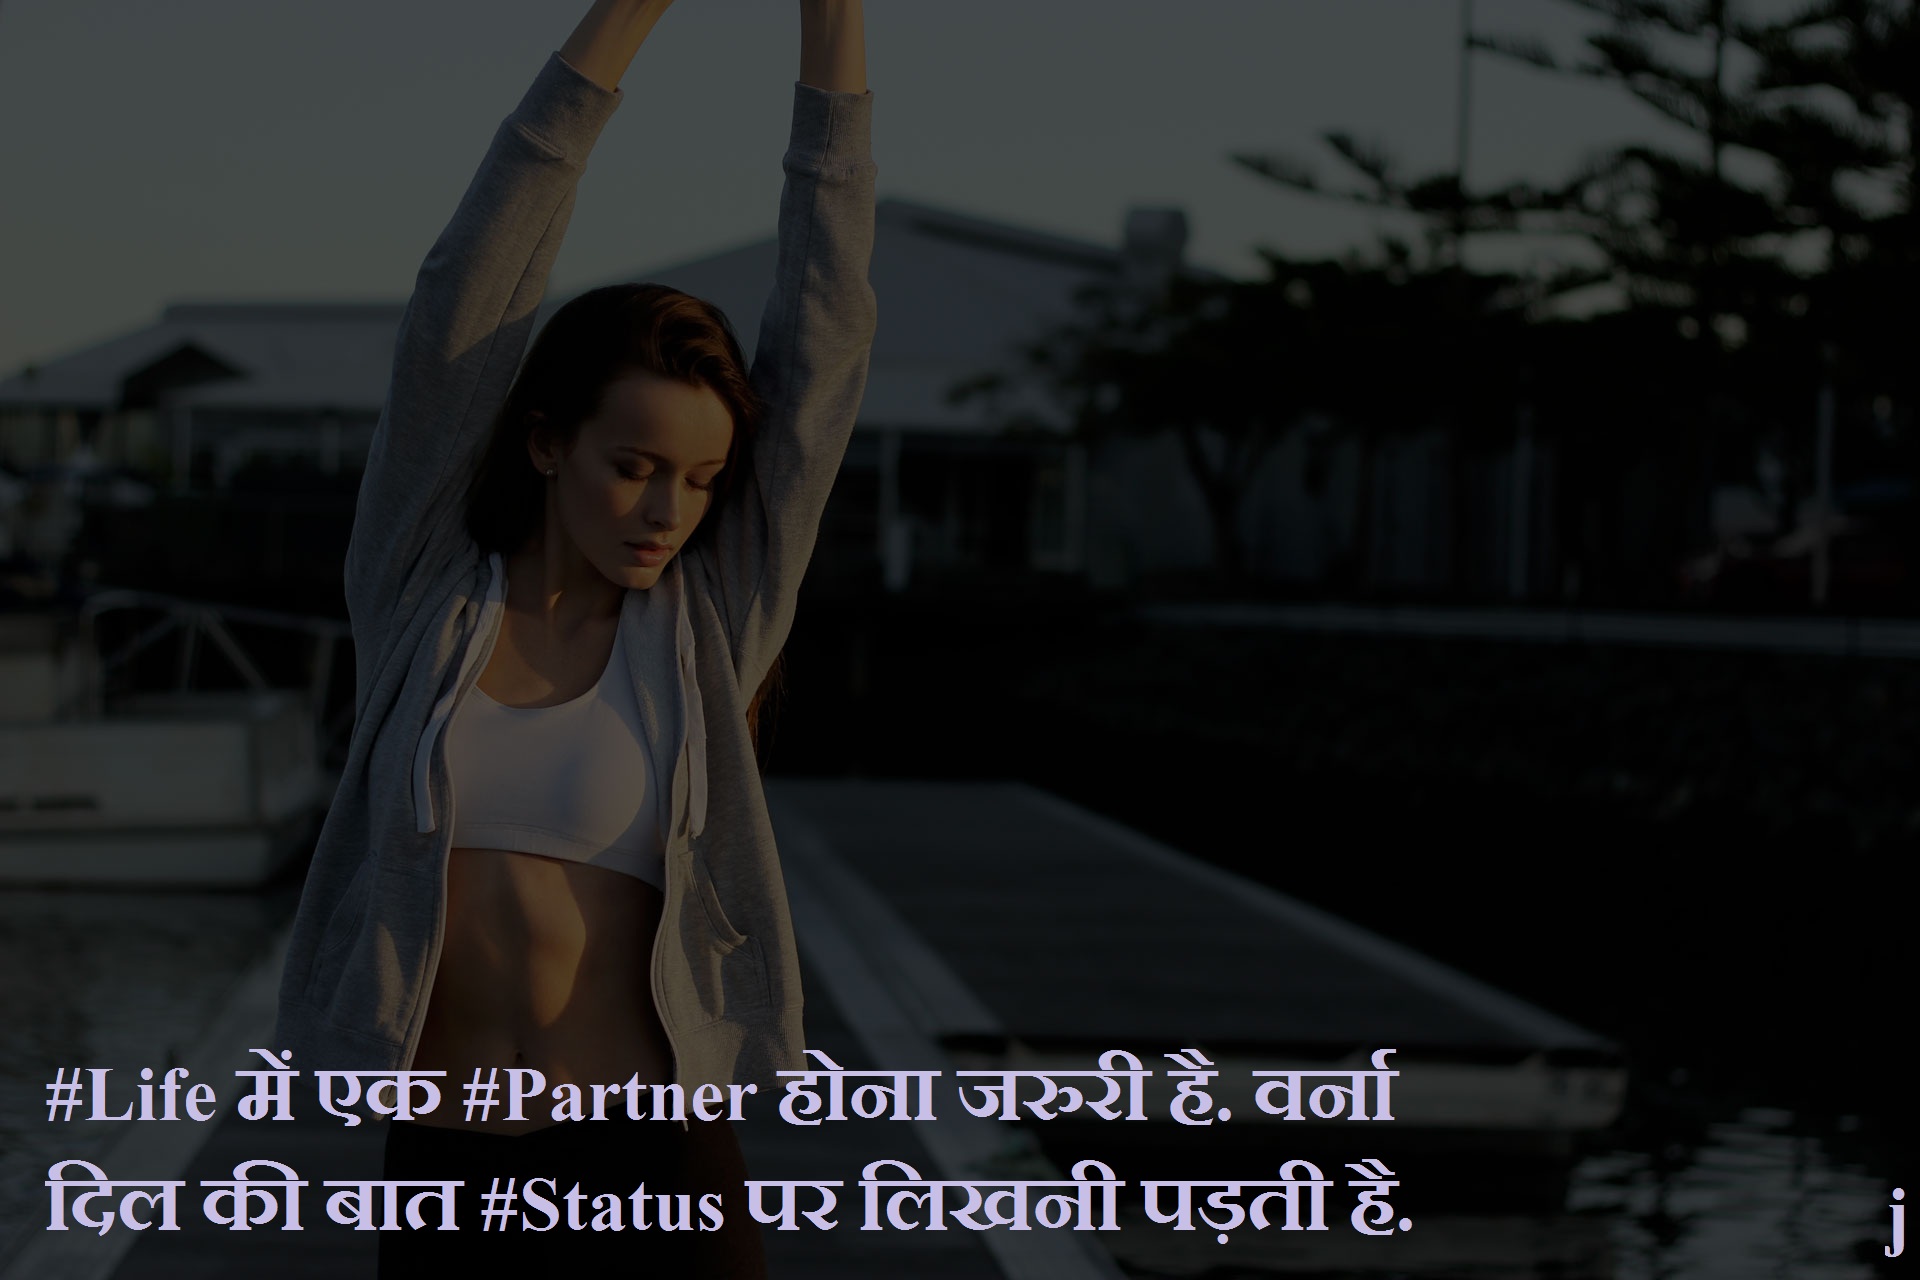 #Life में एक #Partner होना जरुरी है. वर्ना
दिल की बात #Status पर लिखनी पड़ती है.
j